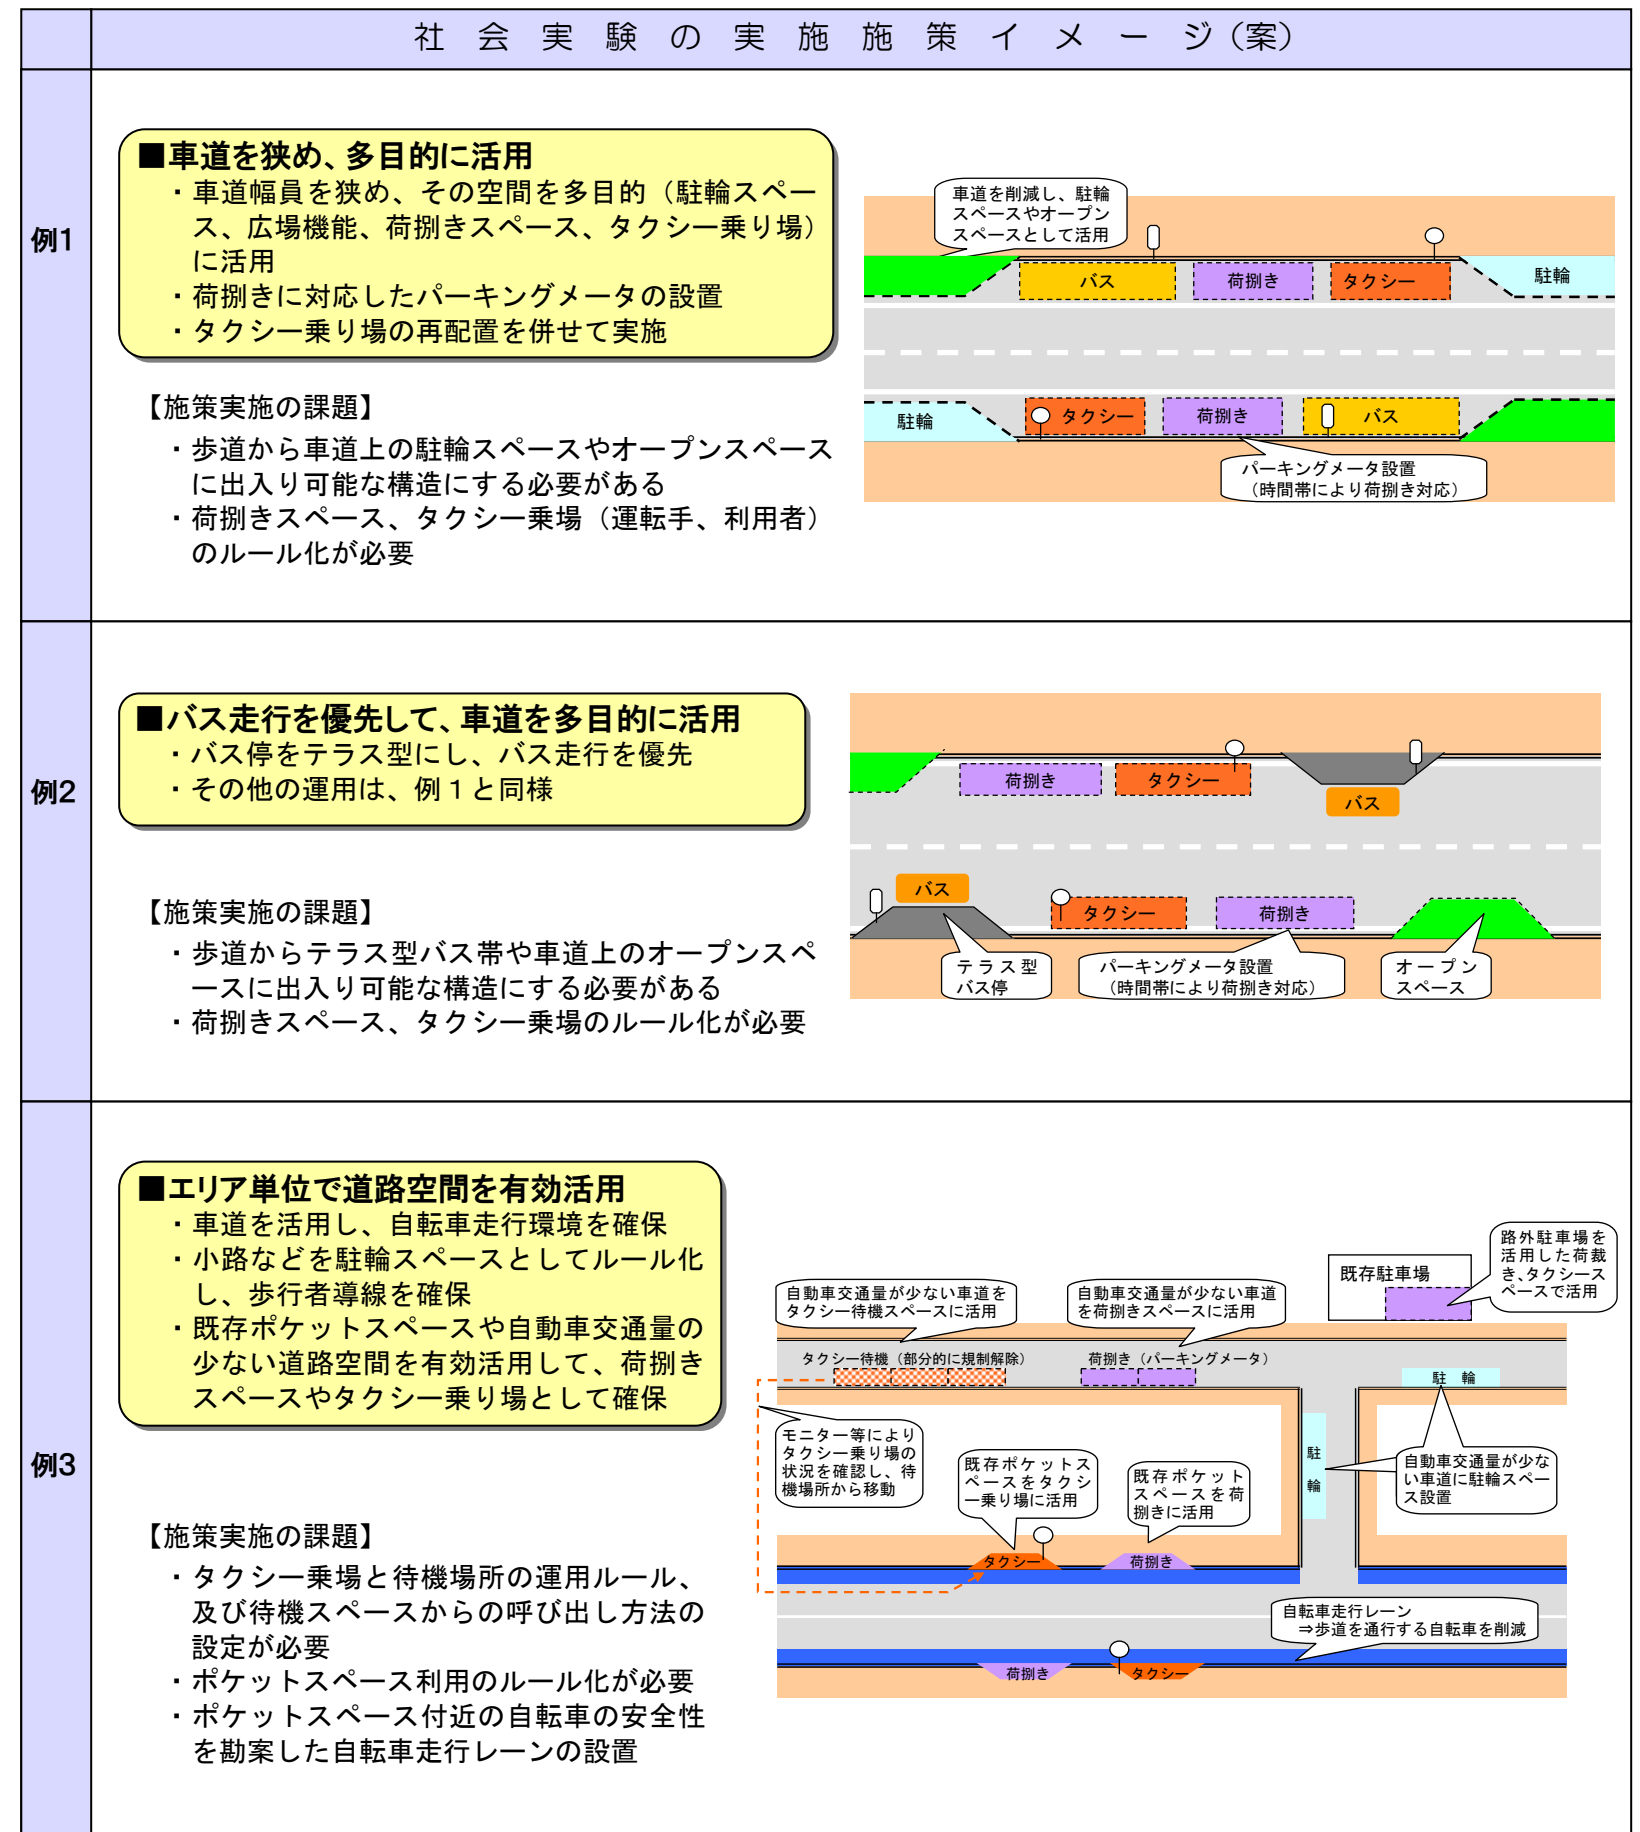 社会実験の実施施策イメージ（案）
例1
■車道を狭め、多目的に活用
・車道幅員を狭め、その空間を多目的（駐輪スペー
ス、広場機能、荷捌きスペース、タクシー乗り場）
に活用
・荷捌きに対応したパーキングメータの設置
・タクシー乗り場の再配置を併せて実施
【施策実施の課題】
・歩道から車道上の駐輪スペースやオープンスペース
に出入り可能な構造にする必要がある
・荷捌きスペース、タクシー乗場（運転手、利用者）
のルール化が必要
車道を削減し、駐輪
スペースやオープン
スペースとして活用
バス
荷捌き
タクシー
駐輪
駐輪
タクシー
荷捌き
バス
パーキングメータ設置
（時間帯により荷捌き対応）
例2
■バス走行を優先して、車道を多目的に活用
・バス停をテラス型にし、バス走行を優先
・その他の運用は、例１と同様
【施策実施の課題】
・歩道からテラス型バス帯や車道上のオープンスペ
ースに出入り可能な構造にする必要がある
・荷捌きスペース、タクシー乗場のルール化が必要
荷捌き
タクシー
バス
バス
タクシー
荷捌き
テラス型
バス停
パーキングメータ設置
（時間帯により荷捌き対応）
オープン
スペース
例3
■エリア単位で道路空間を有効活用
・車道を活用し、自転車走行環境を確保
・小路などを駐輪スペースとしてルール化
し、歩行者導線を確保
・既存ポケットスペースや自動車交通量の
少ない道路空間を有効活用して、荷捌き
スペースやタクシー乗り場として確保
【施策実施の課題】
・タクシー乗場と待機場所の運用ルール、
及び待機スペースからの呼び出し方法の
設定が必要
・ポケットスペース利用のルール化が必要
・ポケットスペース付近の自転車の安全性
を勘案した自転車走行レーンの設置
自動車交通量が少ない車道を
タクシー待機スペースに活用
自動車交通量が少ない車道
を荷捌きスペースに活用
既存駐車場
路外駐車場を
活用した荷裁
き、タクシース
ペースで活用
タクシー待機（部分的に規制解除）
荷捌き（パーキングメータ）
駐　輪
モニター等により
タクシー乗り場の
状況を確認し、待
機場所から移動
既存ポケットス
ペースをタクシ
ー乗り場に活用
既存ポケット
スペースを荷
捌きに活用
駐
輪
自動車交通量が少な
い車道に駐輪スペー
ス設置
タクシー
荷捌き
自転車走行レーン
⇒歩道を通行する自転車を削減
荷捌き
タクシー